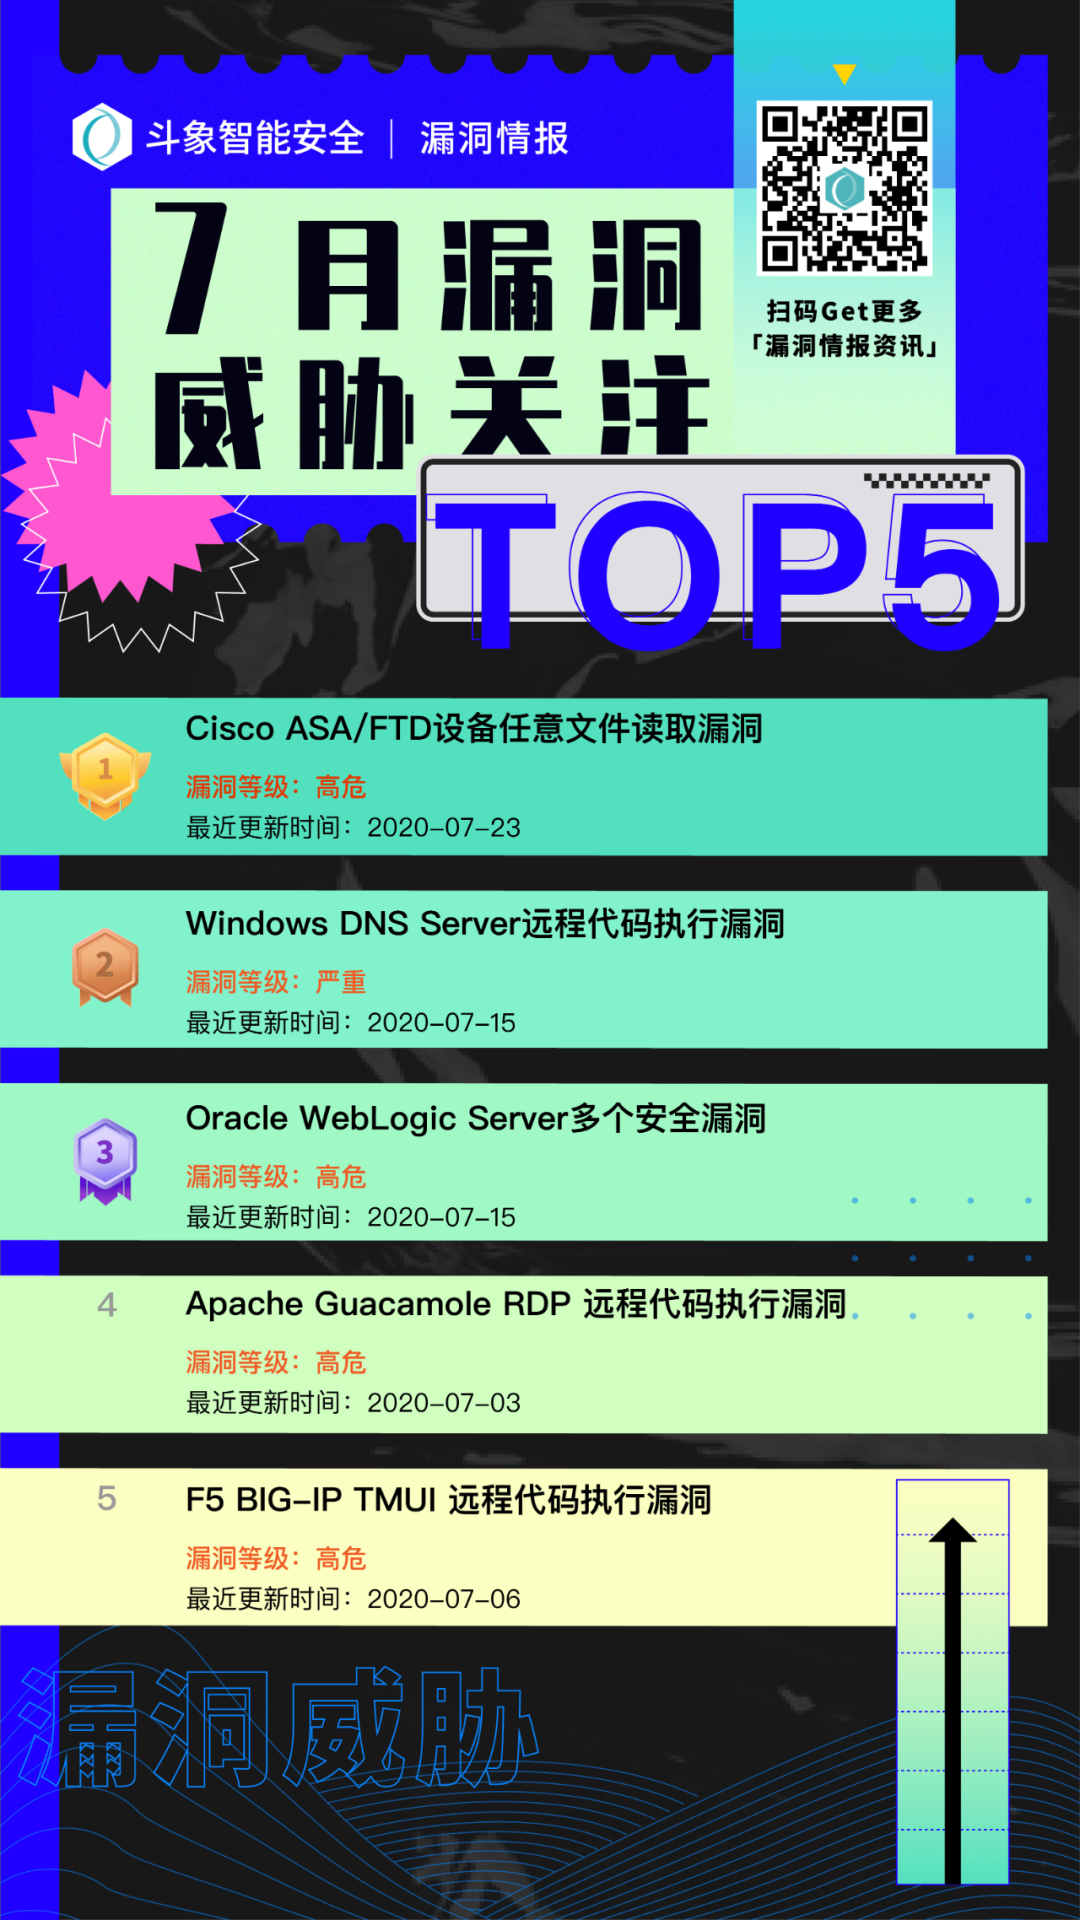 斗象智能安全｜漏洞情报
7月漏洞
威胁关注
扫码Get更多
「漏洞情报资讯」
TOP5
1
Cisco ASA/FTD设备任意文件读取漏洞
漏洞等级：高危
最近更新时间：2020-07-23
2
Windows DNS Server远程代码执行漏洞
漏洞等级：严重
最近更新时间：2020-07-15
3
Oracle WebLogic Server多个安全漏洞
漏洞等级：高危
最近更新时间：2020-07-15
4
Apache Guacamole RDP 远程代码执行漏洞
漏洞等级：高危
最近更新时间：2020-07-03
5
F5 BIG-IP TMUI 远程代码执行漏洞
漏洞等级：高危
最近更新时间：2020-07-06
漏洞威胁